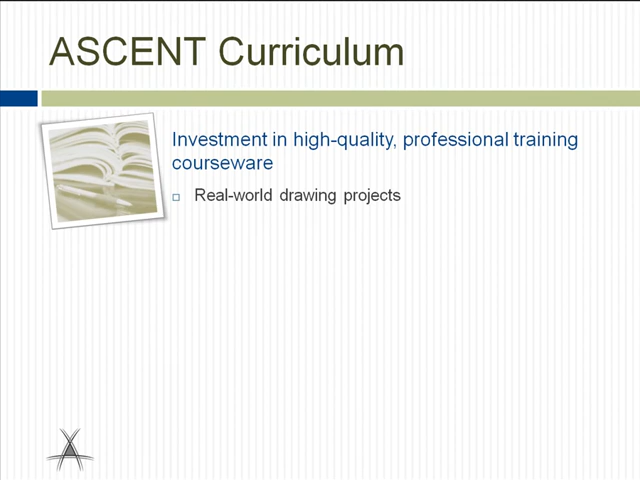 ASCENT Curriculum
Investment in high-quality, professional training
courseware
Real-world drawing projects